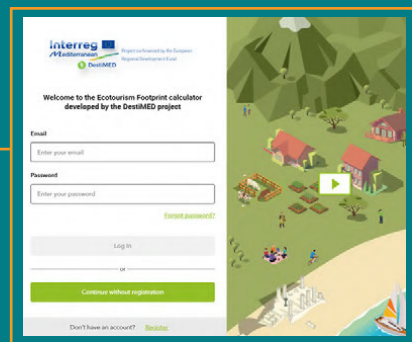 Interreg
Mediterranean
DestiMED
Project co-financed by the European
Regional Development Fund
Welcome to the Ecotourism Footprint calculator
developed by the DestiMED project
Email
Enter your email
Password
Enter your password
Forgot password?
Log in
or
Continue without registration
Don't have an account? Register